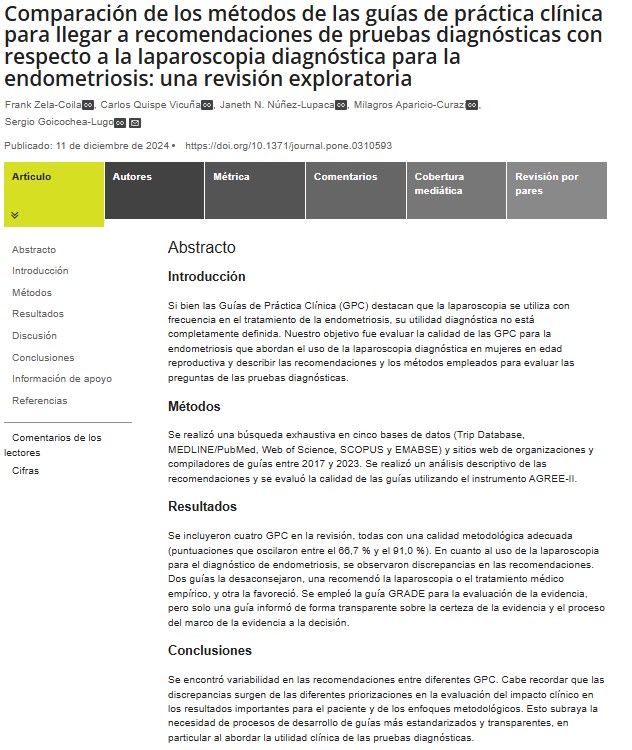 Comparación de los métodos de las guías de práctica clínica
para llegar a recomendaciones de pruebas diagnósticas con
respecto a la laparoscopia diagnóstica para la
endometriosis: una revisión exploratoria
Frank Zela-Coila, Carlos Quispe Vicuña, Janeth N. Núñez-Lupaca, Milagros Aparicio-Curaz,
Sergio Goicochea-Lugo
Publicado: 11 de diciembre de 2024 • https://doi.org/10.1371/journal.pone.0310593
Artículo
Autores
Métrica
Comentarios
Cobertura
mediática
Revisión por
pares
Abstracto
Introducción
Métodos
Resultados
Discusión
Conclusiones
Información de apoyo
Referencias
Comentarios de los
lectores
Cifras
Abstracto
Introducción
Si bien las Guías de Práctica Clínica (GPC) destacan que la laparoscopia se utiliza con
frecuencia en el tratamiento de la endometriosis, su utilidad diagnóstica no está
completamente definida. Nuestro objetivo fue evaluar la calidad de las GPC para la
endometriosis que abordan el uso de la laparoscopia diagnóstica en mujeres en edad
reproductiva y describir las recomendaciones y los métodos empleados para evaluar las
preguntas de las pruebas diagnósticas.
Métodos
Se realizó una búsqueda exhaustiva en cinco bases de datos (Trip Database,
MEDLINE/PubMed, Web of Science, SCOPUS y EMABSE) y sitios web de organizaciones y
compiladores de guías entre 2017 y 2023. Se realizó un análisis descriptivo de las
recomendaciones y se evaluó la calidad de las guías utilizando el instrumento AGREE-II.
Resultados
Se incluyeron cuatro GPC en la revisión, todas con una calidad metodológica adecuada
(puntuaciones que oscilaron entre el 66,7 % y el 91,0 %). En cuanto al uso de la laparoscopia
para el diagnóstico de endometriosis, se observaron discrepancias en las recomendaciones.
Dos guías la desaconsejaron, una recomendó la laparoscopia o el tratamiento médico
empírico, y otra la favoreció. Se empleó la guía GRADE para la evaluación de la evidencia,
pero solo una guía informó de forma transparente sobre la certeza de la evidencia y el proceso
del marco de la evidencia a la decisión.
Conclusiones
Se encontró variabilidad en las recomendaciones entre diferentes GPC. Cabe recordar que las
discrepancias surgen de las diferentes priorizaciones en la evaluación del impacto clínico en
los resultados importantes para el paciente y de los enfoques metodológicos. Esto subraya la
necesidad de procesos de desarrollo de guías más estandarizados y transparentes, en
particular al abordar la utilidad clínica de las pruebas diagnósticas.